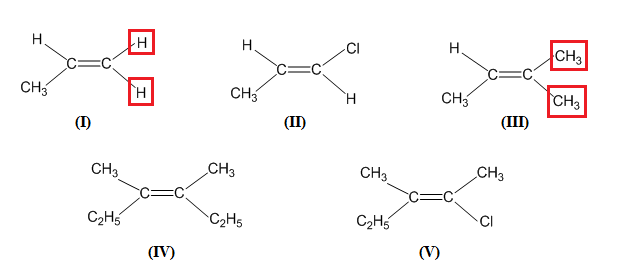 H H H Cl H CH₃
C=C C=C C=C
CH₃ H CH₃ H CH₃ CH₃
(I) (II) (III)
CH₃ CH₃ CH₃ CH₃
C=C C=C
C₂H₅ C₂H₅ C₂H₅ Cl
(IV) (V)